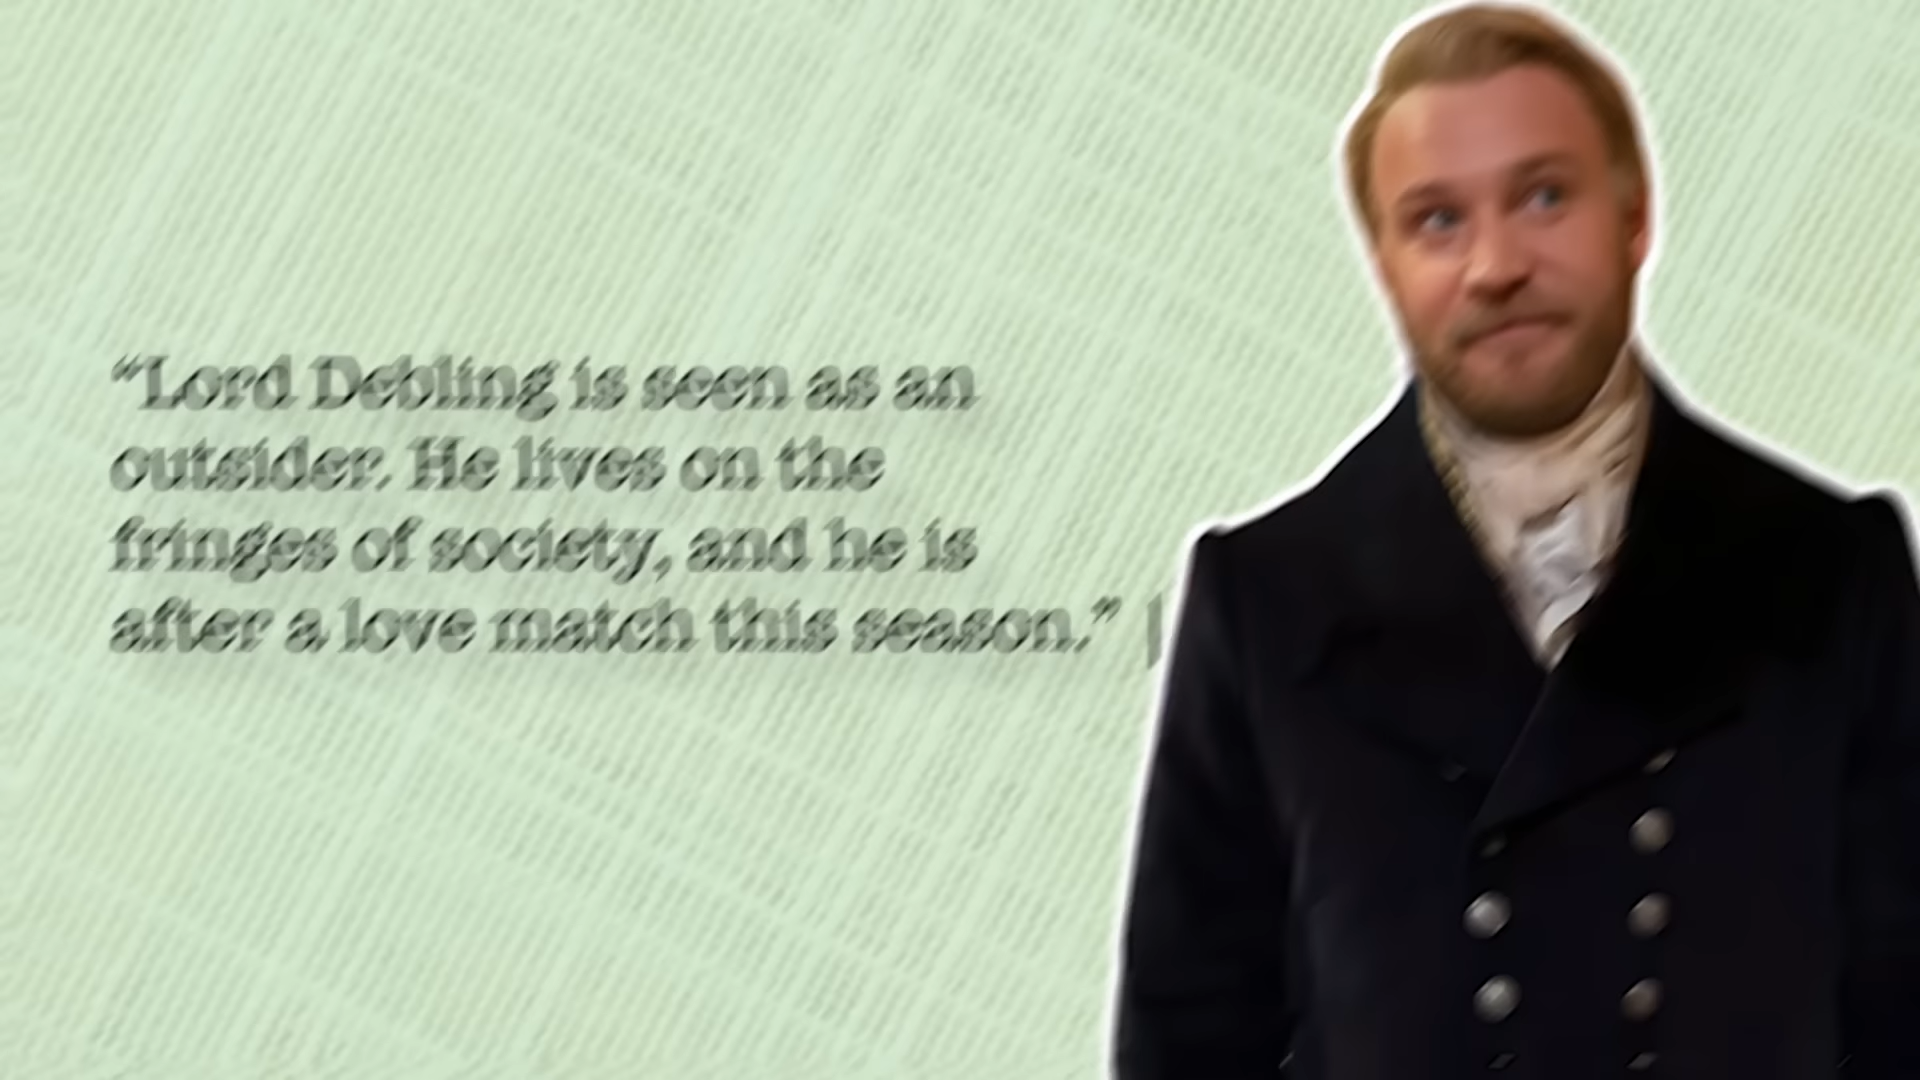 “Lord Debling is seen as an
outsider. He lives on the
fringes of society, and he is
after a love match this season.”